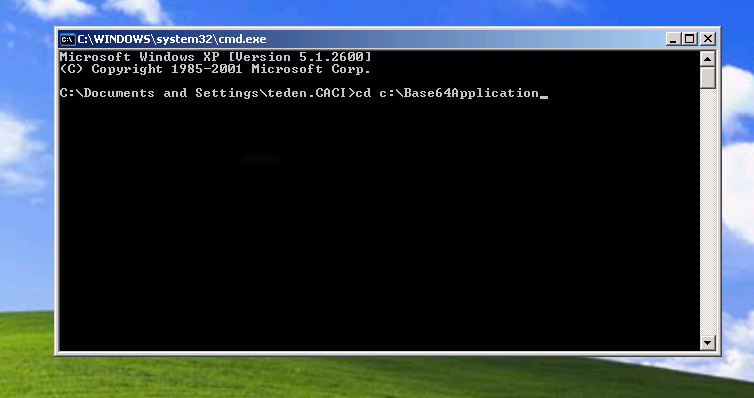 C:\WINDOWS\system32\cmd.exe
Microsoft Windows XP [Version 5.1.2600]
(C) Copyright 1985-2001 Microsoft Corp.
C:\Documents and Settings\teden.CACI>cd c:\Base64Application_